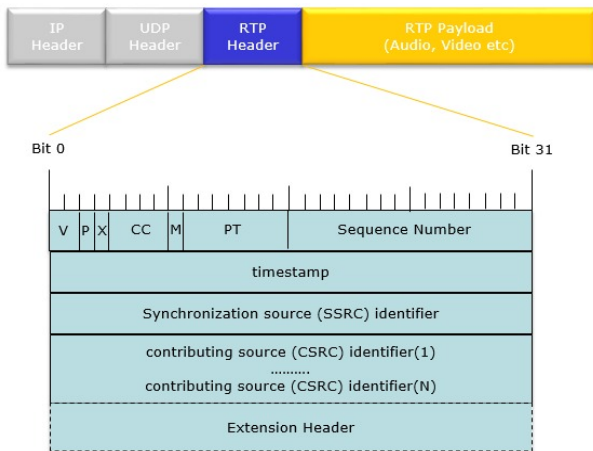 IP Header
UDP Header
RTP Header
RTP Payload
(Audio, Video etc)
Bit 0
Bit 31
V P X CC M PT Sequence Number
timestamp
Synchronization source (SSRC) identifier
contributing source (CSRC) identifier(1)
..........
contributing source (CSRC) identifier(N)
Extension Header